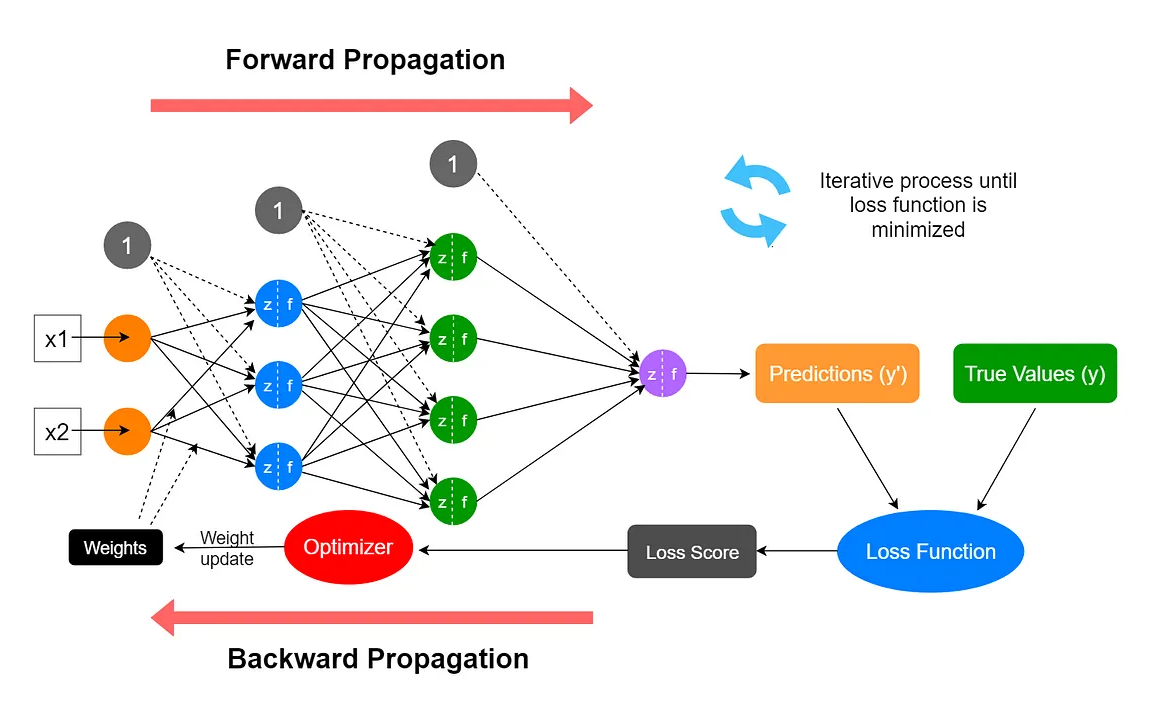 Forward Propagation
1
1
1
Iterative process until
loss function is
minimized
z f
z f
z f
z f
z f
z f
z f
z f
x1
x2
Predictions (y')
True Values (y)
Weights
Weight
update
Optimizer
Loss Score
Loss Function
Backward Propagation